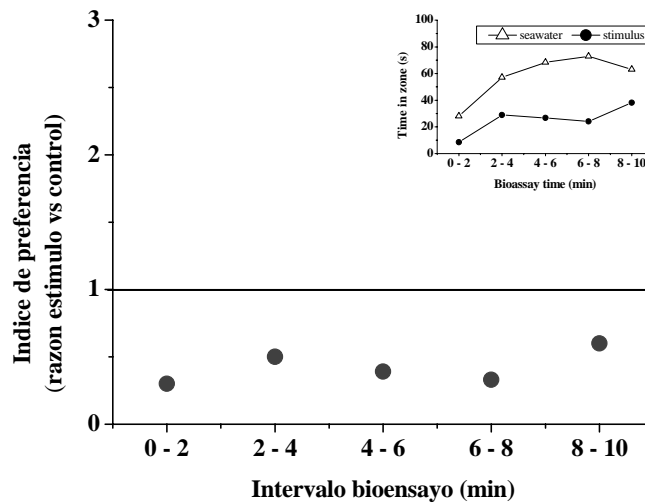 3
2
1
0
Indice de preferencia
(razon estimulo vs control)
0 - 2 2 - 4 4 - 6 6 - 8 8 - 10
Intervalo bioensayo (min)
seawater stimulus
100
80
60
40
20
0
Time in zone (s)
0 - 2 2 - 4 4 - 6 6 - 8 8 - 10
Bioassay time (min)